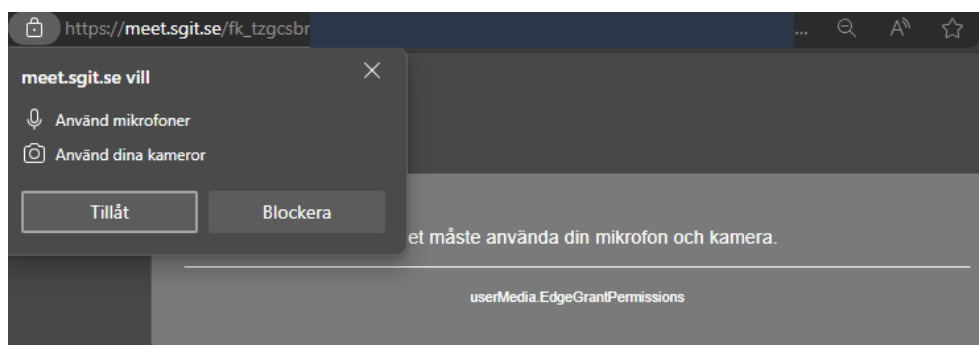 https://meet.sgit.se/fk_tzgcsbr ...
meet.sgit.se vill
Använd mikrofoner
Använd dina kameror
Tillåt
Blockera
et måste använda din mikrofon och kamera.
userMedia.EdgeGrantPermissions